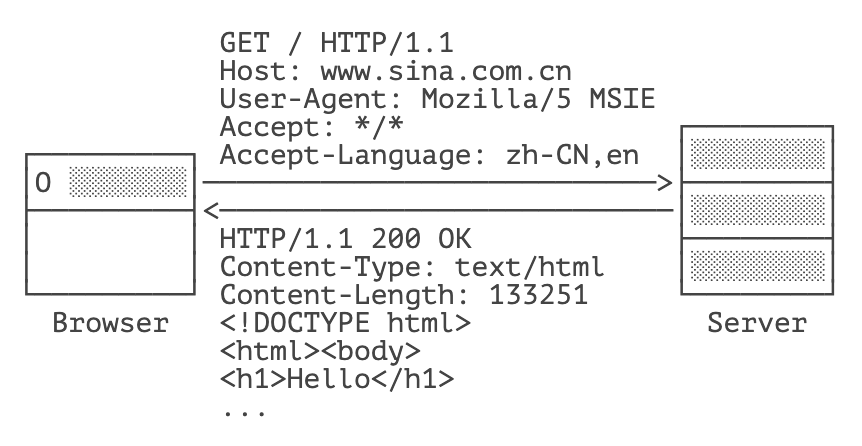 GET / HTTP/1.1
Host: www.sina.com.cn
User-Agent: Mozilla/5 MSIE
Accept: */*
Accept-Language: zh-CN,en
O
HTTP/1.1 200 OK
Content-Type: text/html
Content-Length: 133251
<!DOCTYPE html>
<html><body>
<h1>Hello</h1>
...
Browser
Server